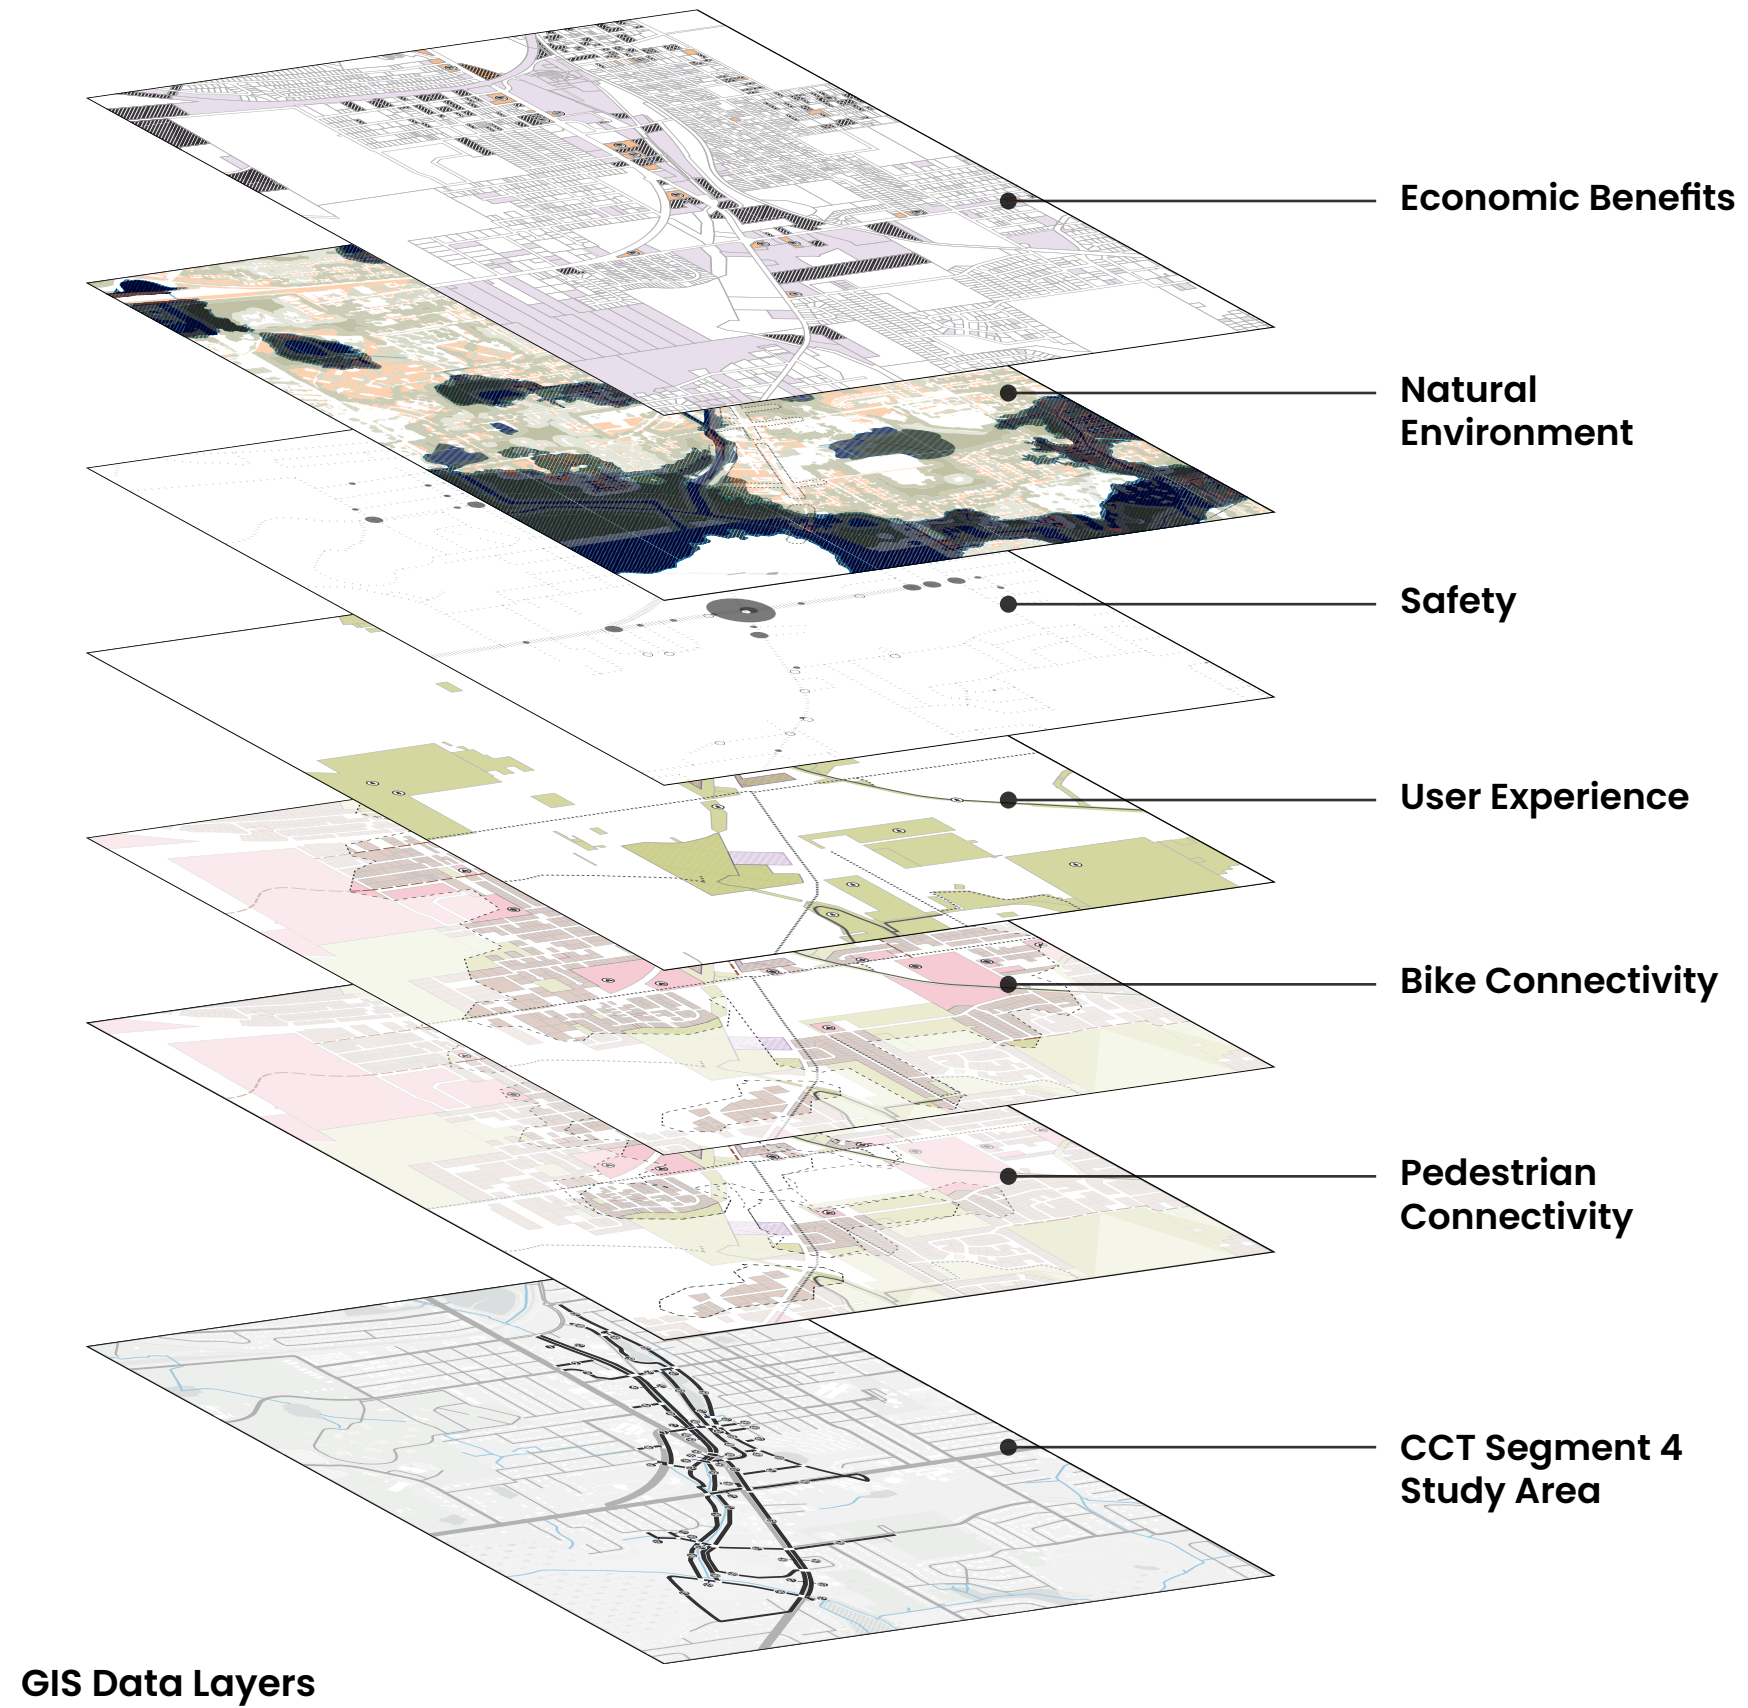 Economic Benefits
Natural
Environment
Safety
User Experience
Bike Connectivity
Pedestrian
Connectivity
CCT Segment 4
Study Area
GIS Data Layers